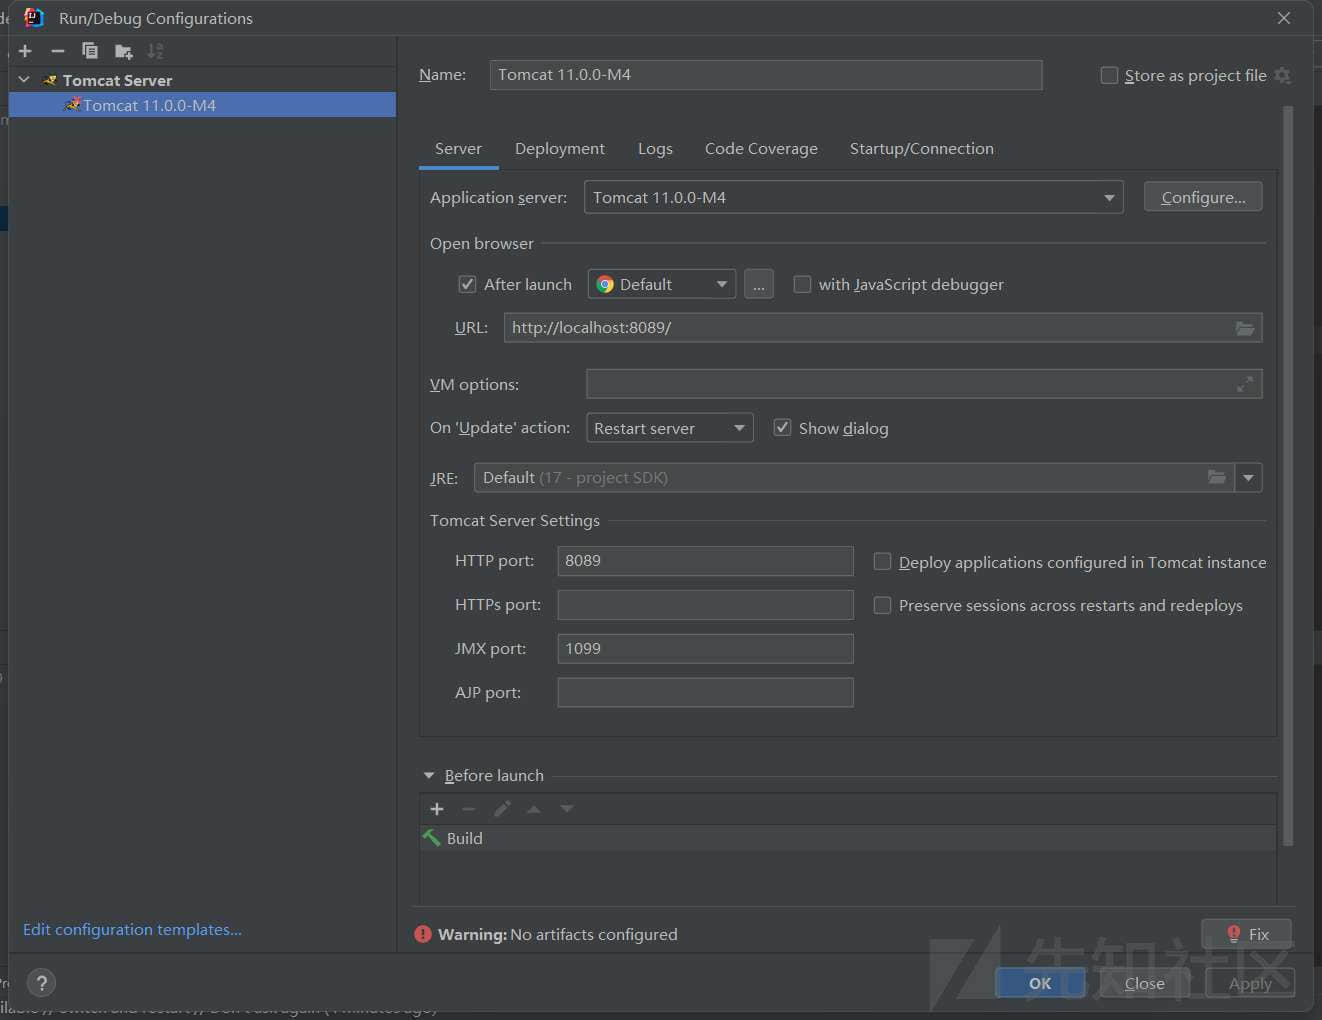 Run/Debug Configurations
Tomcat Server
Tomcat 11.0.0-M4
Name: Tomcat 11.0.0-M4 Store as project file
Server Deployment Logs Code Coverage Startup/Connection
Application server: Tomcat 11.0.0-M4 Configure...
Open browser
After launch Default ... with JavaScript debugger
URL: http://localhost:8089/
VM options:
On 'Update' action: Restart server Show dialog
JRE: Default (17 - project SDK)
Tomcat Server Settings
HTTP port: 8089 Deploy applications configured in Tomcat instance
HTTPs port: Preserve sessions across restarts and redeploys
JMX port: 1099
AJP port:
Before launch
Build
Edit configuration templates...
Warning: No artifacts configured Fix
先知社区
? OK Close Apply